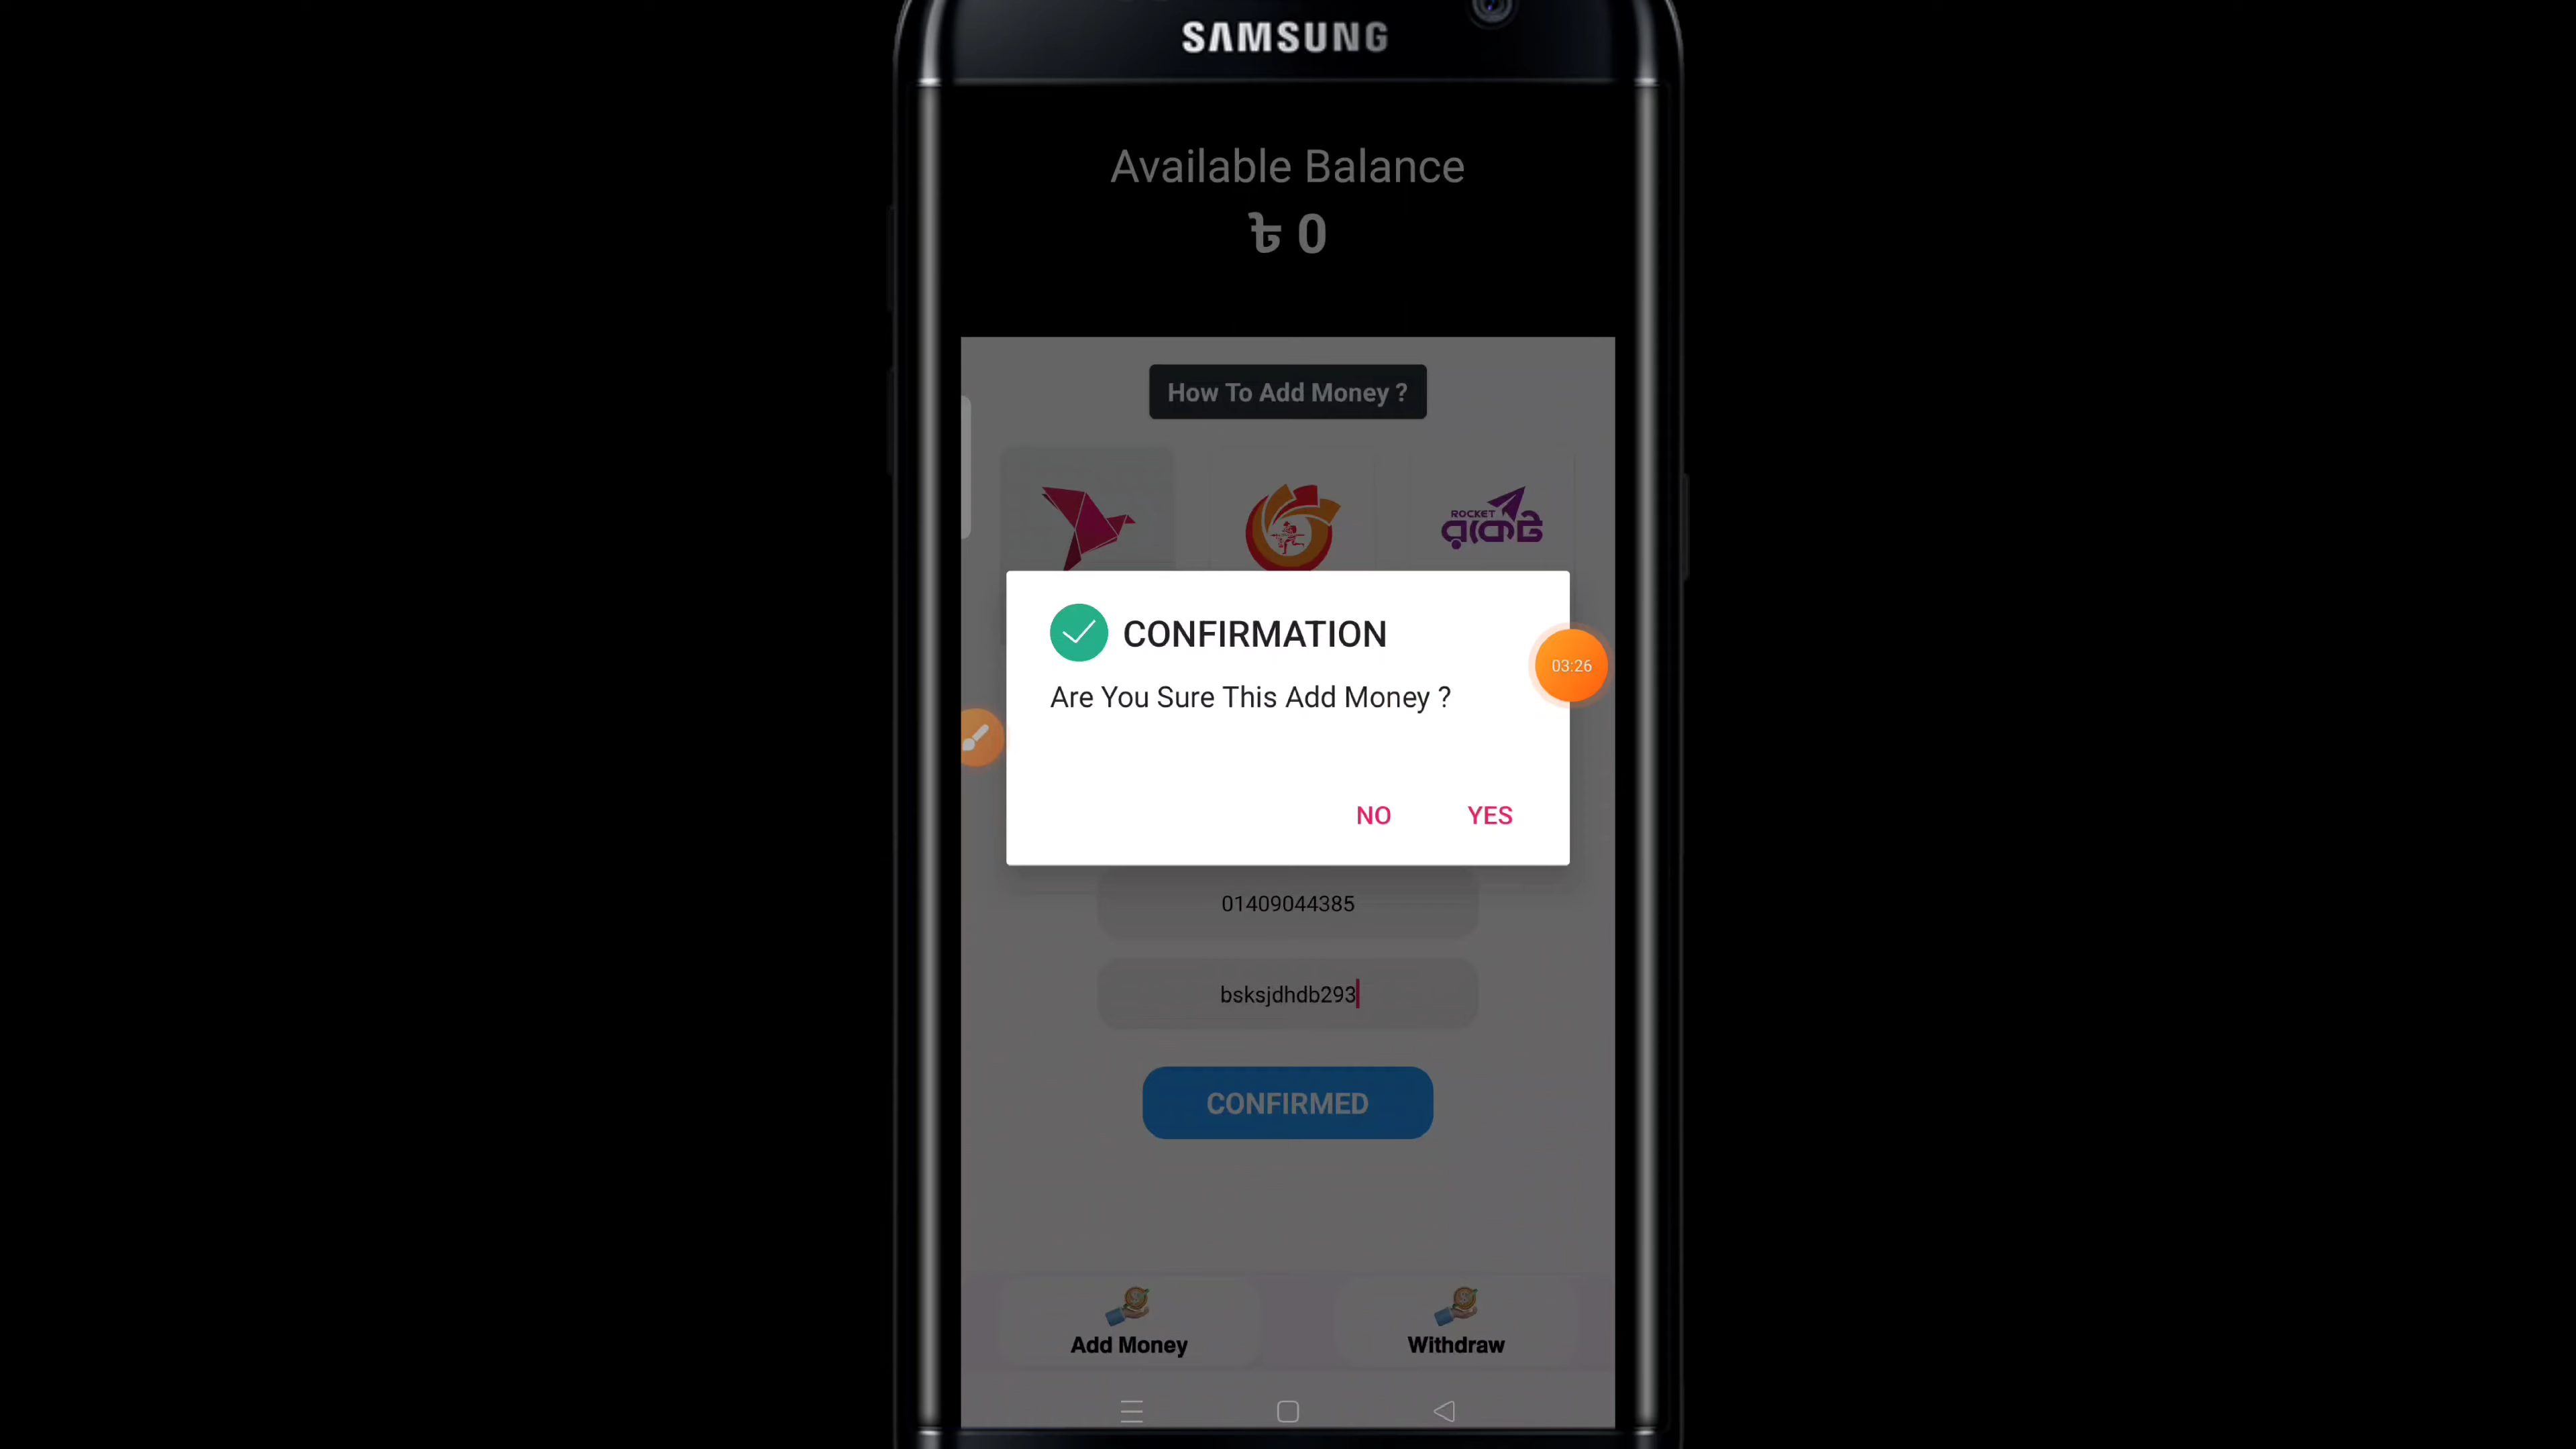 SAMSUNG
Available Balance
৳ 0
How To Add Money ?
ROCKET
রকেট
CONFIRMATION
Are You Sure This Add Money ?
03:26
NO
YES
01409044385
bsksjdhdb293
CONFIRMED
Add Money
Withdraw